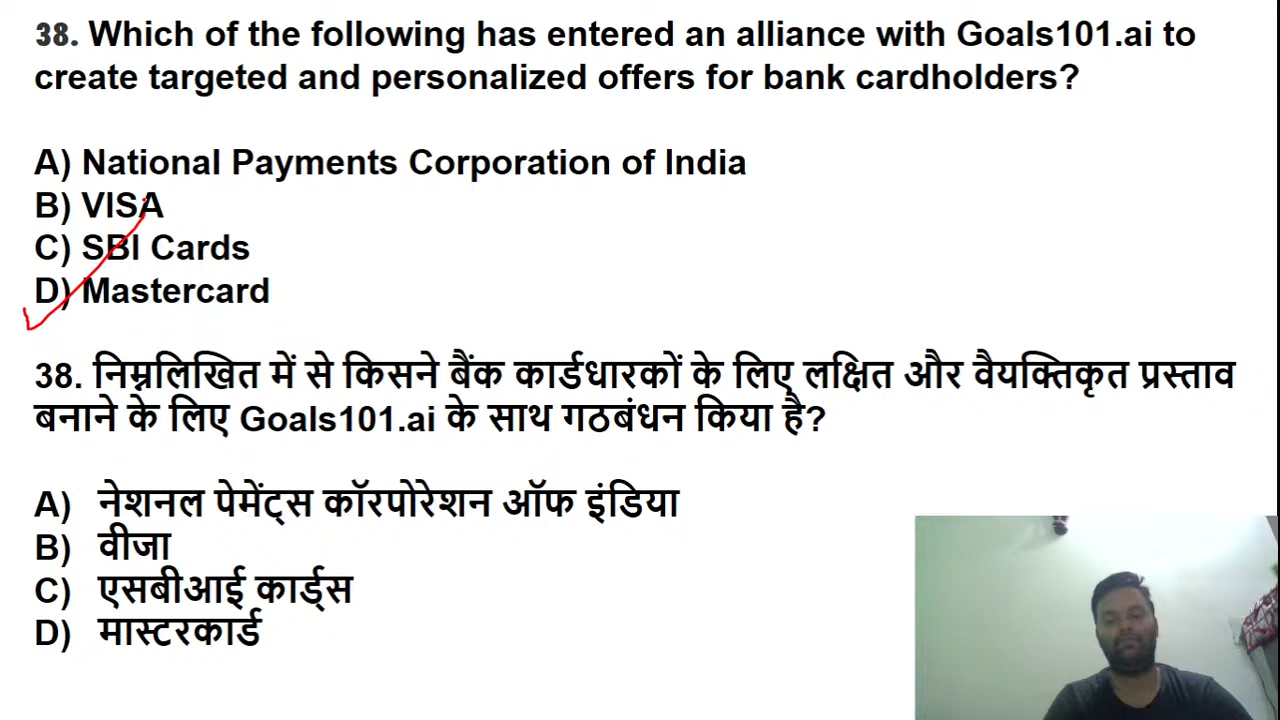 38. Which of the following has entered an alliance with Goals101.ai to
create targeted and personalized offers for bank cardholders?
A) National Payments Corporation of India
B) VISA
C) SBI Cards
D) Mastercard
38. निम्नलिखित में से किसने बैंक कार्डधारकों के लिए लक्षित और वैयक्तिकृत प्रस्ताव
बनाने के लिए Goals101.ai के साथ गठबंधन किया है?
A) नेशनल पेमेंट्स कॉरपोरेशन ऑफ इंडिया
B) वीजा
C) एसबीआई कार्ड्स
D) मास्टरकार्ड